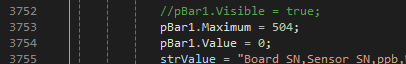 3752 //pBar1.Visible = true;
3753 pBar1.Maximum = 504;
3754 pBar1.Value = 0;
3755 strValue = "Board SN,Sensor SN,ppb,